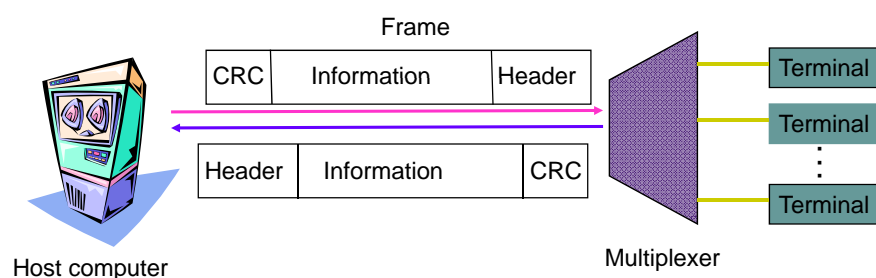 Frame
CRC Information Header
Terminal
Terminal
Header Information CRC
Terminal
Multiplexer
Host computer